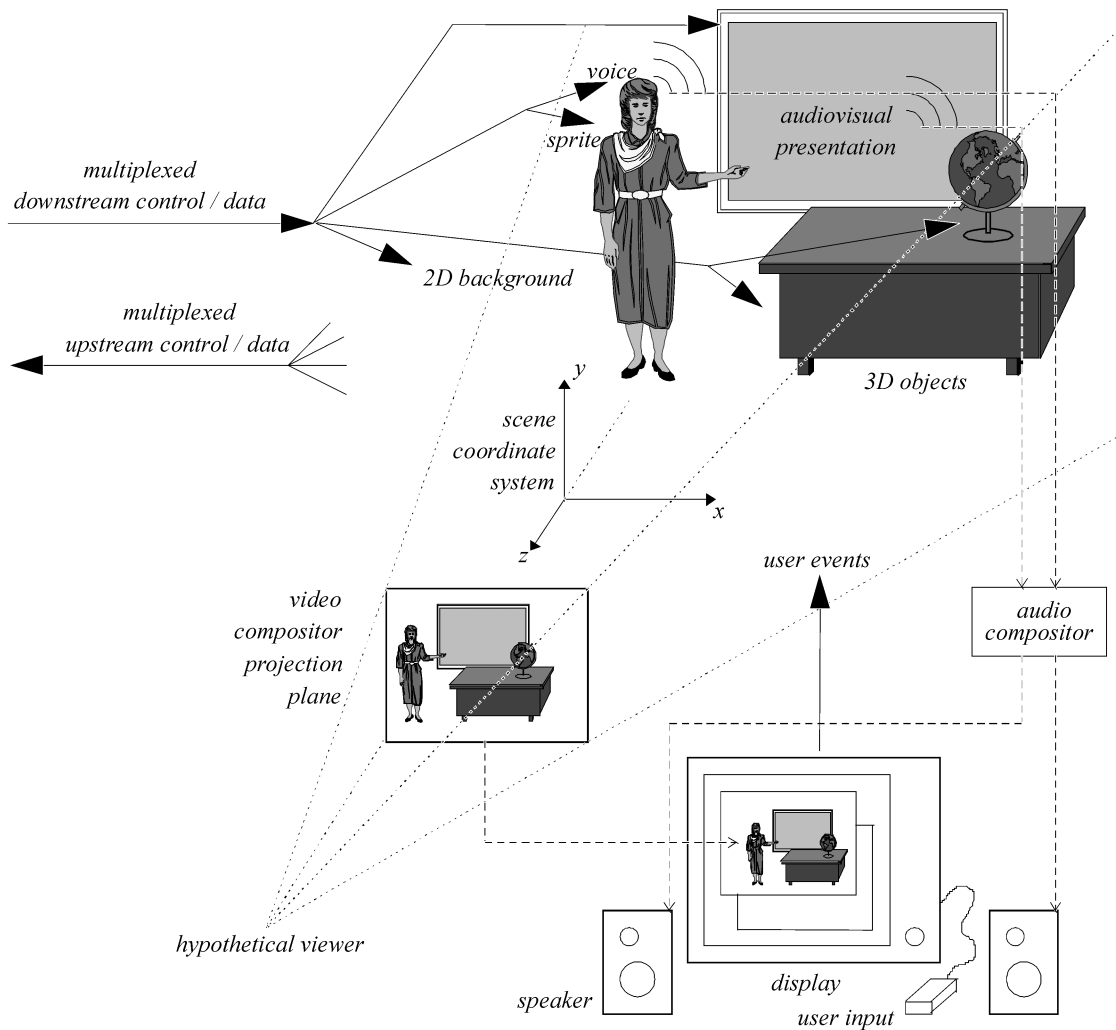 voice
sprite
audiovisual
presentation
multiplexed
downstream control / data
2D background
multiplexed
upstream control / data
3D objects
y
scene
coordinate
system
x
z
user events
video
compositor
projection
plane
audio
compositor
hypothetical viewer
speaker
display
user input